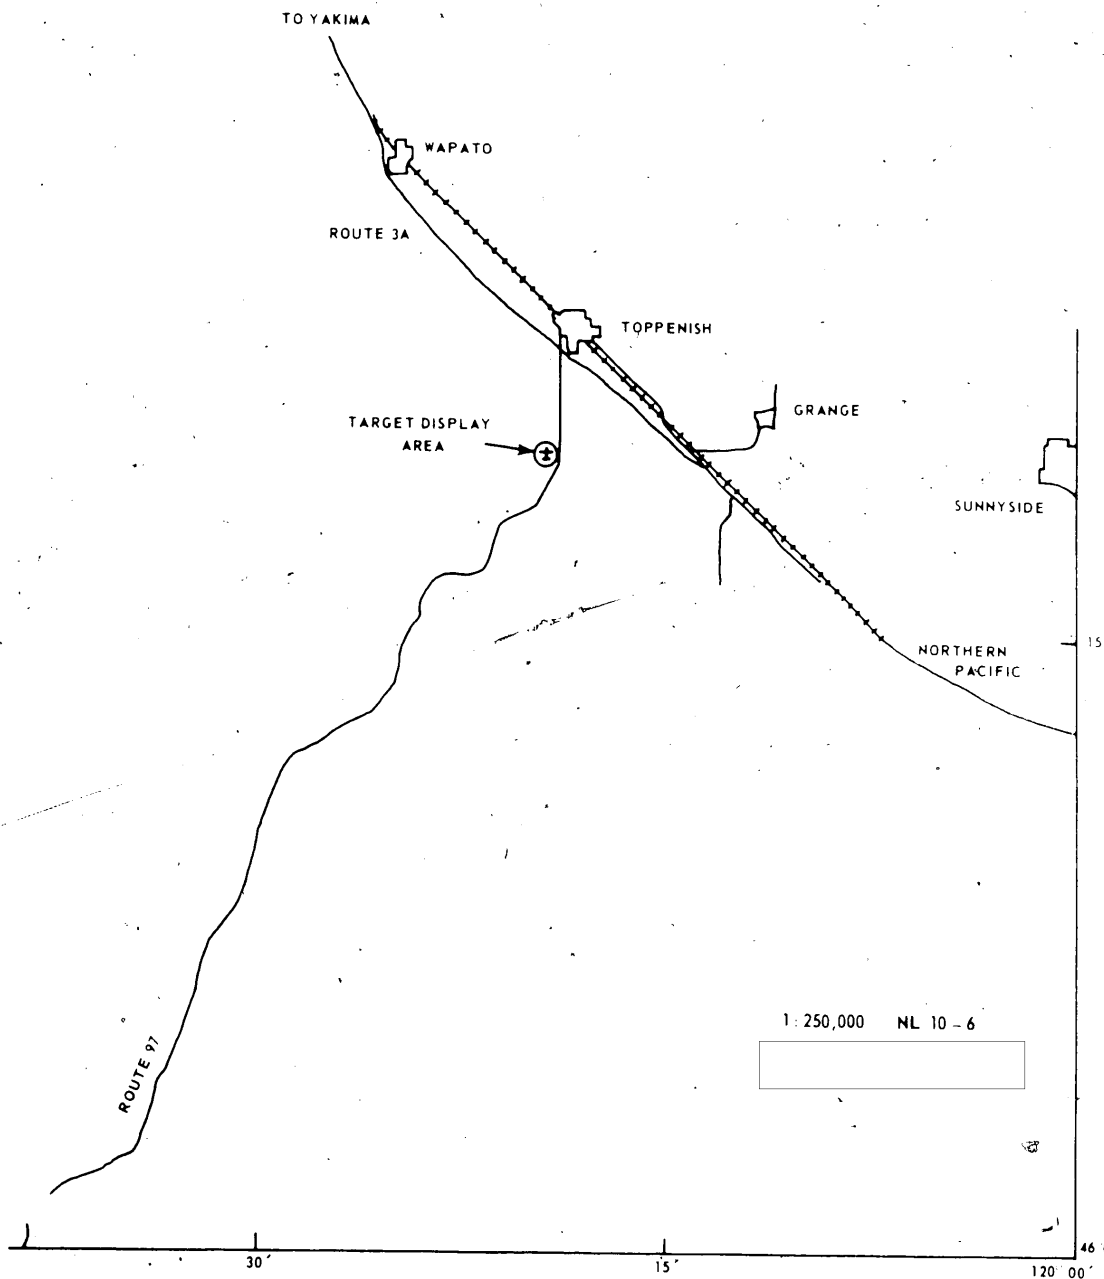 TO YAKIMA
WAPATO
ROUTE 3A
TOPPENISH
TARGET DISPLAY
AREA
GRANGE
SUNNYSIDE
15
NORTHERN
PACIFIC
1:250,000 NL 10-6
ROUTE 97
46
30´
15´
120° 00´